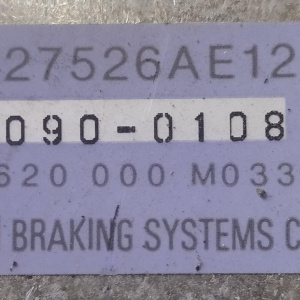 27526AE12
090-0108
620 000 M033
BRAKING SYSTEMS C